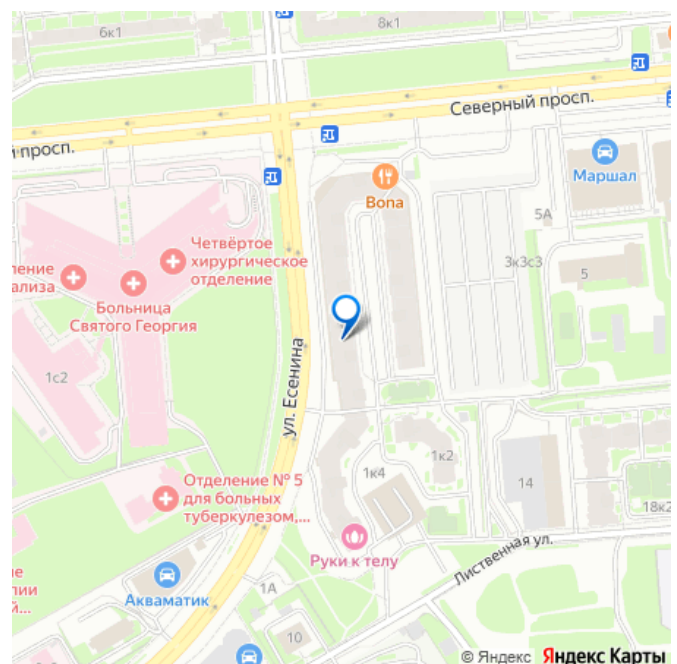 6к1
8к1
Северный просп.
й просп.
Маршал
Вопа
5А
Четвёртое
хирургическое
отделение
3к3с3
5
ление
ализа
Больница
Святого Георгия
ул. Есенина
1с2
1к4
1к2
14
18к2
Отделение № 5
для больных
туберкулезом,...
Руки к телу
Лиственная ул.
Акваматик
1А
10
ие
лии
й...
© Яндекс Яндекс Карты